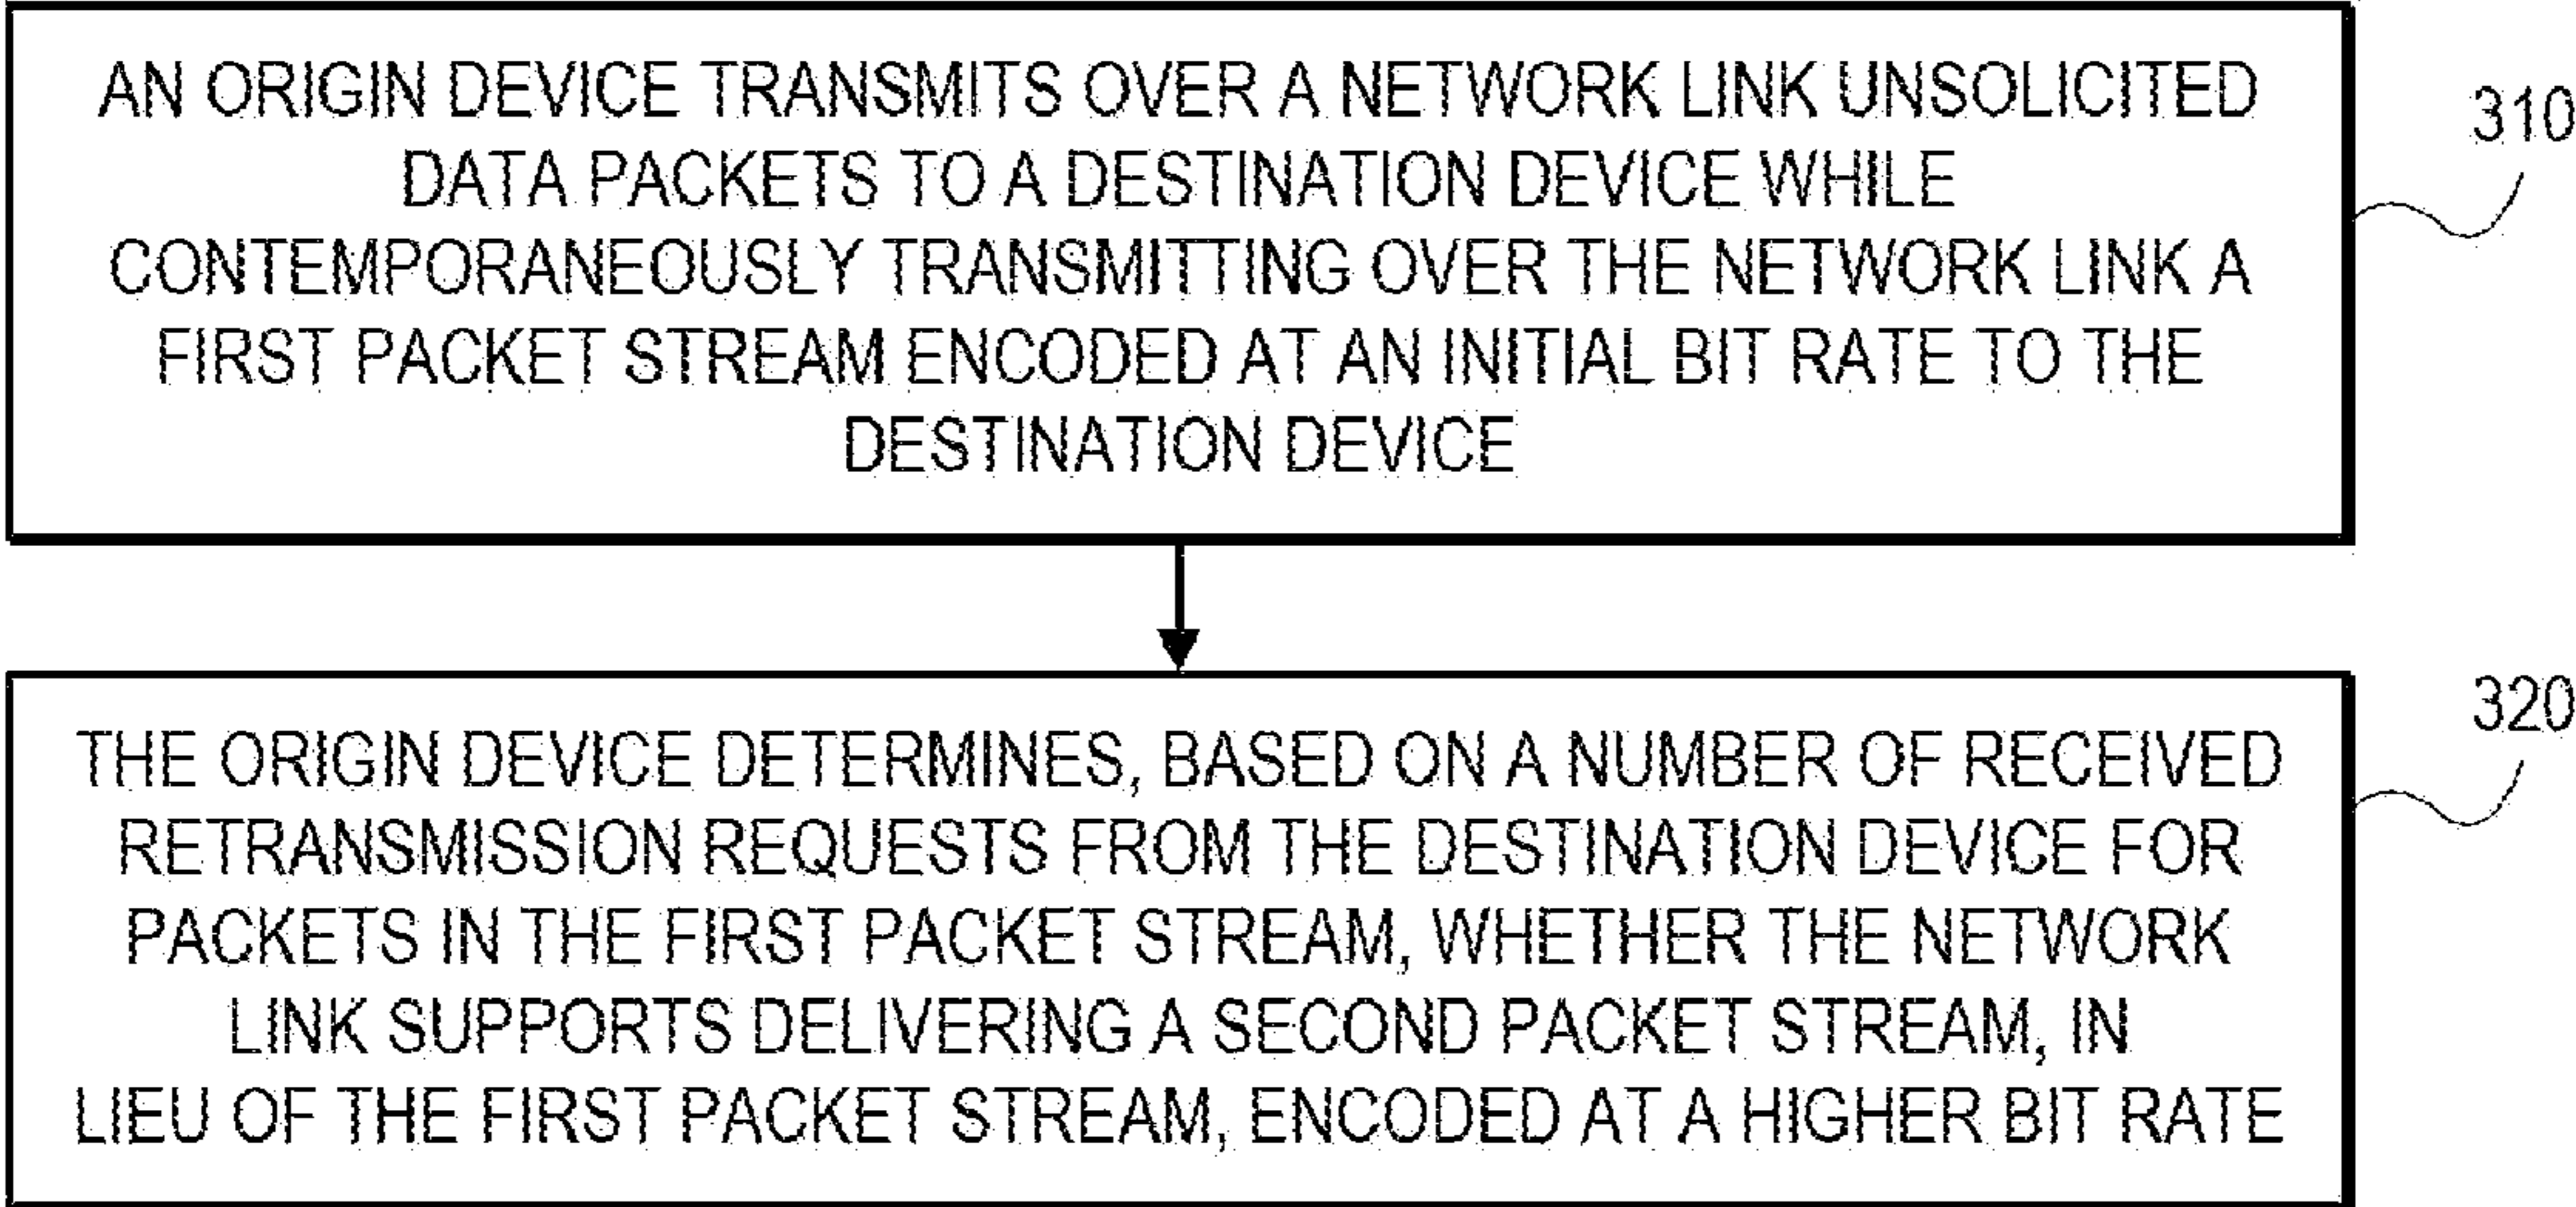 AN ORIGIN DEVICE TRANSMITS OVER A NETWORK LINK UNSOLICITED
DATA PACKETS TO A DESTINATION DEVICE WHILE
CONTEMPORANEOUSLY TRANSMITTING OVER THE NETWORK LINK A
FIRST PACKET STREAM ENCODED AT AN INITIAL BIT RATE TO THE
DESTINATION DEVICE
310
THE ORIGIN DEVICE DETERMINES, BASED ON A NUMBER OF RECEIVED
RETRANSMISSION REQUESTS FROM THE DESTINATION DEVICE FOR
PACKETS IN THE FIRST PACKET STREAM, WHETHER THE NETWORK
LINK SUPPORTS DELIVERING A SECOND PACKET STREAM, IN
LIEU OF THE FIRST PACKET STREAM, ENCODED AT A HIGHER BIT RATE
320